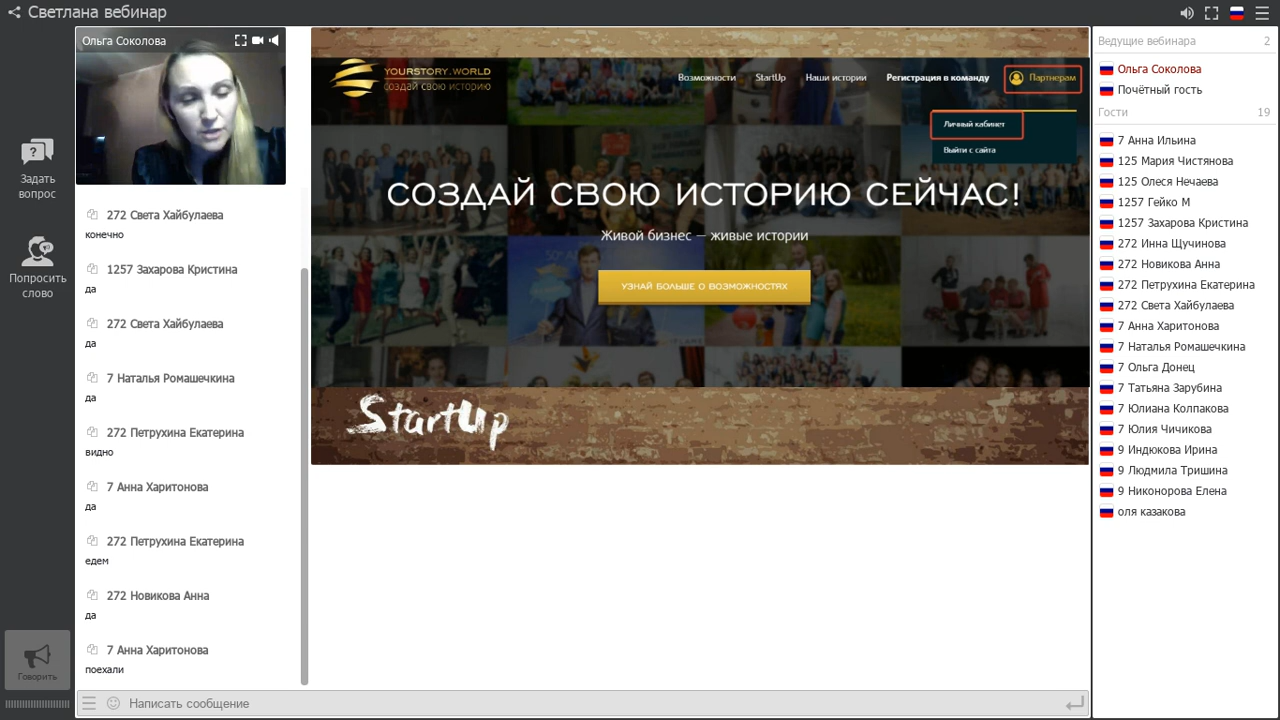 Светлана вебинар
Ольга Соколова
Задать
вопрос
Попросить
слово
Говорить
272 Света Хайбулаева
конечно
1257 Захарова Кристина
да
272 Света Хайбулаева
да
7 Наталья Ромашечкина
да
272 Петрухина Екатерина
видно
7 Анна Харитонова
да
272 Петрухина Екатерина
едем
272 Новикова Анна
да
7 Анна Харитонова
поехали
Написать сообщение
YOURSTORY.WORLD
СОЗДАЙ СВОЮ ИСТОРИЮ
Возможности StartUp Наши истории Регистрация в команду Партнерам
Личный кабинет
Выйти с сайта
СОЗДАЙ СВОЮ ИСТОРИЮ СЕЙЧАС!
Живой бизнес — живые истории
УЗНАЙ БОЛЬШЕ О ВОЗМОЖНОСТЯХ
StartUp
Ведущие вебинара 2
Ольга Соколова
Почётный гость
Гости 19
7 Анна Ильина
125 Мария Чистянова
125 Олеся Нечаева
1257 Гейко М
1257 Захарова Кристина
272 Инна Щучинова
272 Новикова Анна
272 Петрухина Екатерина
272 Света Хайбулаева
7 Анна Харитонова
7 Наталья Ромашечкина
7 Ольга Донец
7 Татьяна Зарубина
7 Юлиана Колпакова
7 Юлия Чичикова
9 Индюкова Ирина
9 Людмила Тришина
9 Никонорова Елена
оля казакова